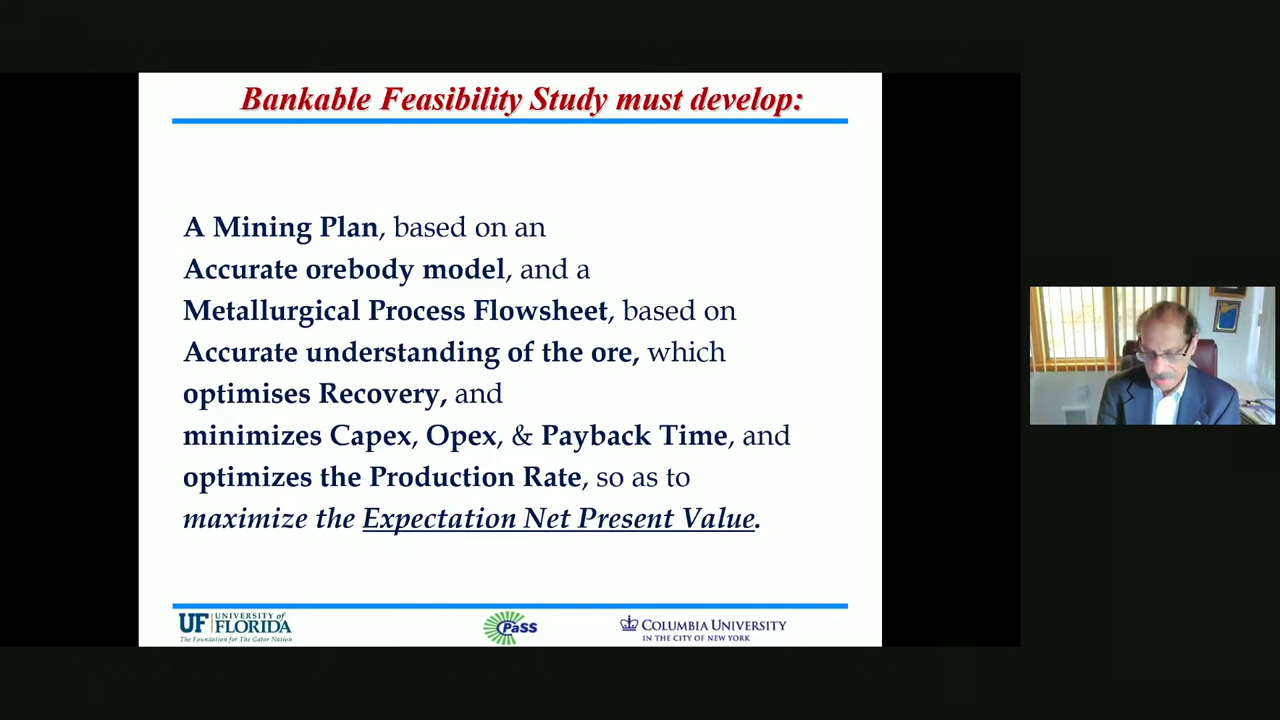 Bankable Feasibility Study must develop:
A Mining Plan, based on an
Accurate orebody model, and a
Metallurgical Process Flowsheet, based on
Accurate understanding of the ore, which
optimises Recovery, and
minimizes Capex, Opex, & Payback Time, and
optimizes the Production Rate, so as to
maximize the Expectation Net Present Value.
UF UNIVERSITY of
FLORIDA
The Foundation for The Gator Nation
CPaSS
COLUMBIA UNIVERSITY
IN THE CITY OF NEW YORK